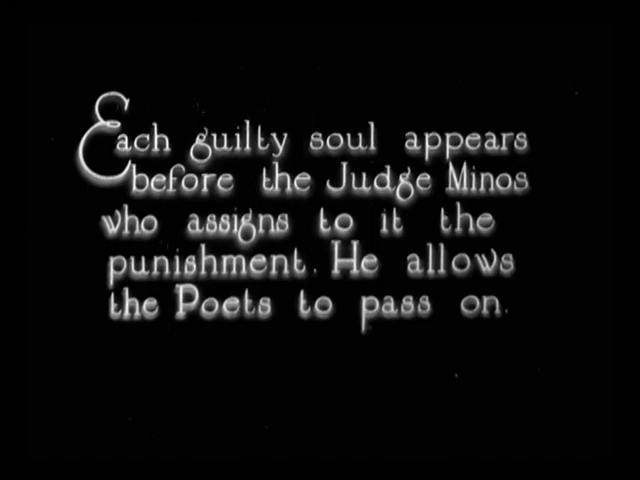 Each guilty soul appears
before the Judge Minos
who assigns to it the
punishment. He allows
the Poets to pass on.